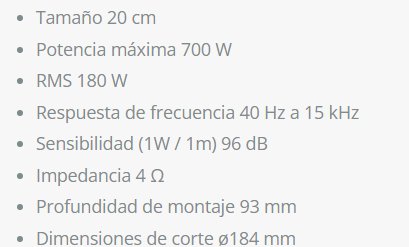 Tamaño 20 cm
Potencia máxima 700 W
RMS 180 W
Respuesta de frecuencia 40 Hz a 15 kHz
Sensibilidad (1W / 1m) 96 dB
Impedancia 4 Ω
Profundidad de montaje 93 mm
Dimensiones de corte ø184 mm